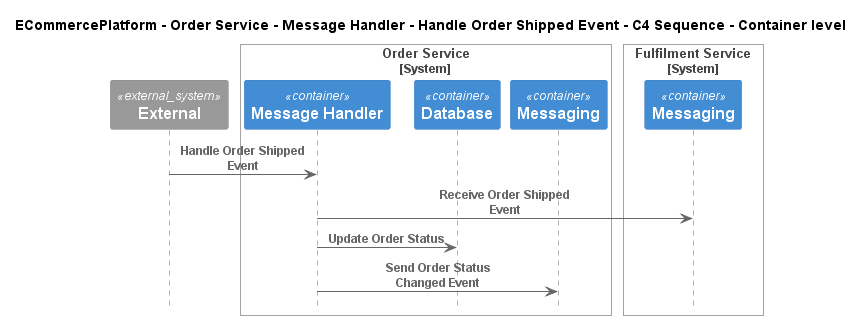 ECommercePlatform - Order Service - Message Handler - Handle Order Shipped Event - C4 Sequence - Container level
Order Service
[System]
Fulfilment Service
[System]
«external_system»
External
«container»
Message Handler
«container»
Database
«container»
Messaging
«container»
Messaging
Handle Order Shipped
Event
Receive Order Shipped
Event
Update Order Status
Send Order Status
Changed Event